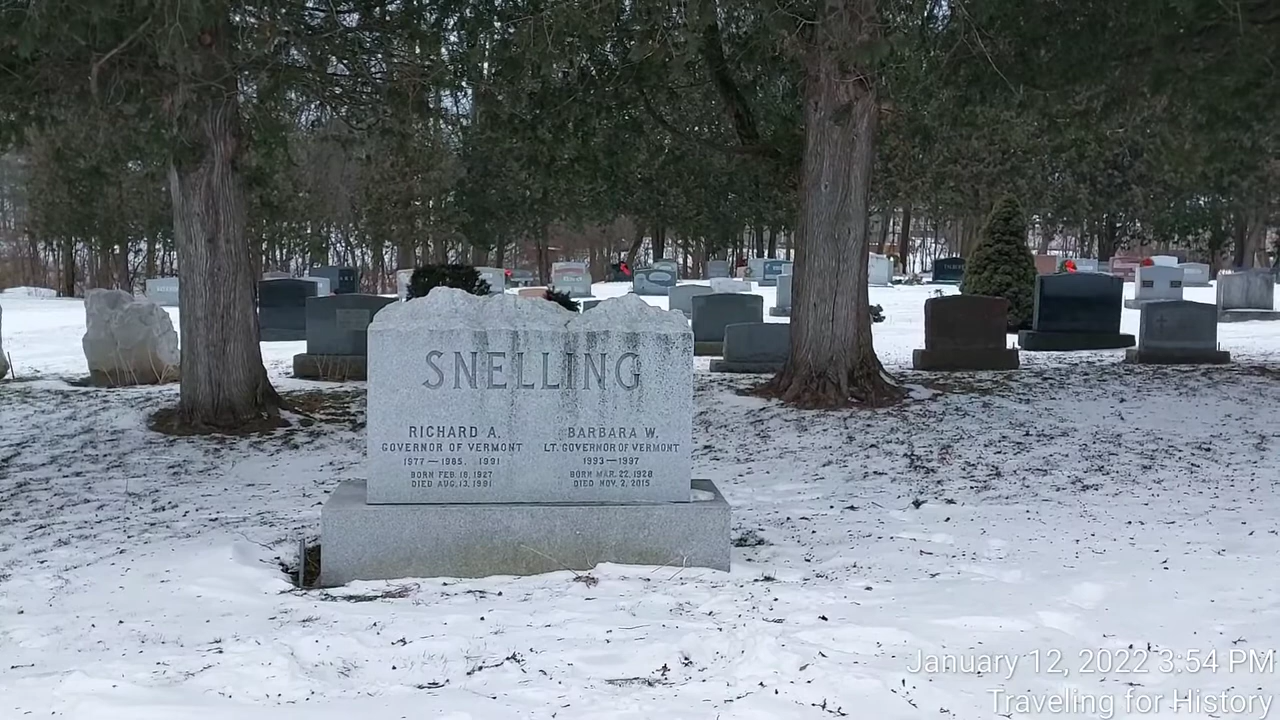 SNELLING
RICHARD A.
GOVERNOR OF VERMONT
1977—1985, 1991
BORN FEB. 18, 1927
DIED AUG. 13, 1991
BARBARA W.
LT. GOVERNOR OF VERMONT
1993—1997
BORN MAR. 22, 1928
DIED NOV. 2, 2015
January 12, 2022 3:54 PM
Traveling for History